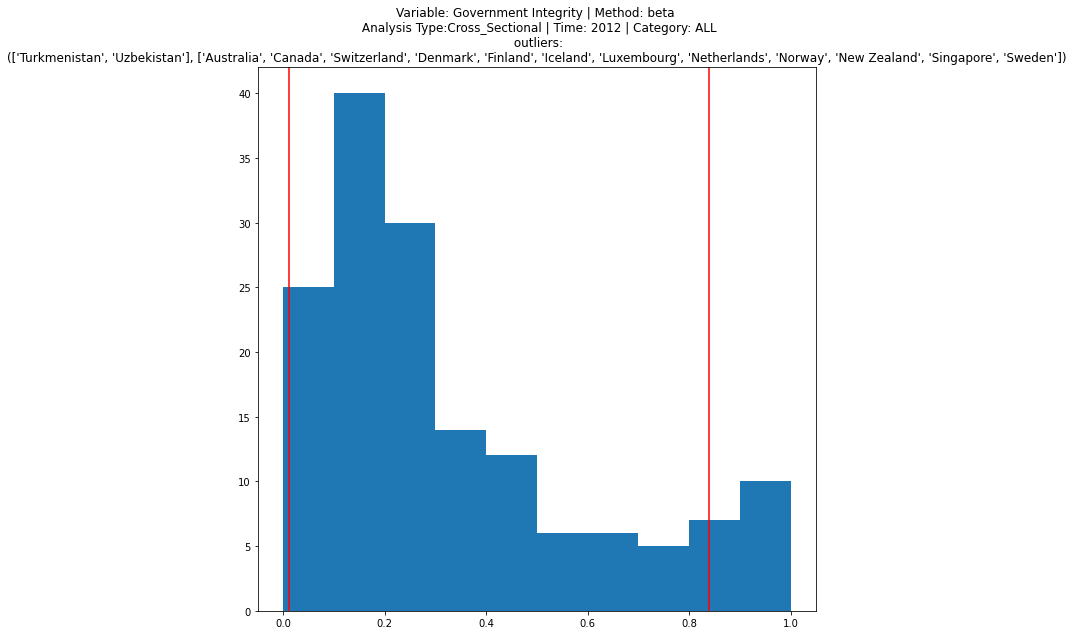 Variable: Government Integrity | Method: beta
Analysis Type:Cross_Sectional | Time: 2012 | Category: ALL
outliers:
(['Turkmenistan', 'Uzbekistan'], ['Australia', 'Canada', 'Switzerland', 'Denmark', 'Finland', 'Iceland', 'Luxembourg', 'Netherlands', 'Norway', 'New Zealand', 'Singapore', 'Sweden'])
40
35
30
25
20
15
10
5
0
0.0 0.2 0.4 0.6 0.8 1.0